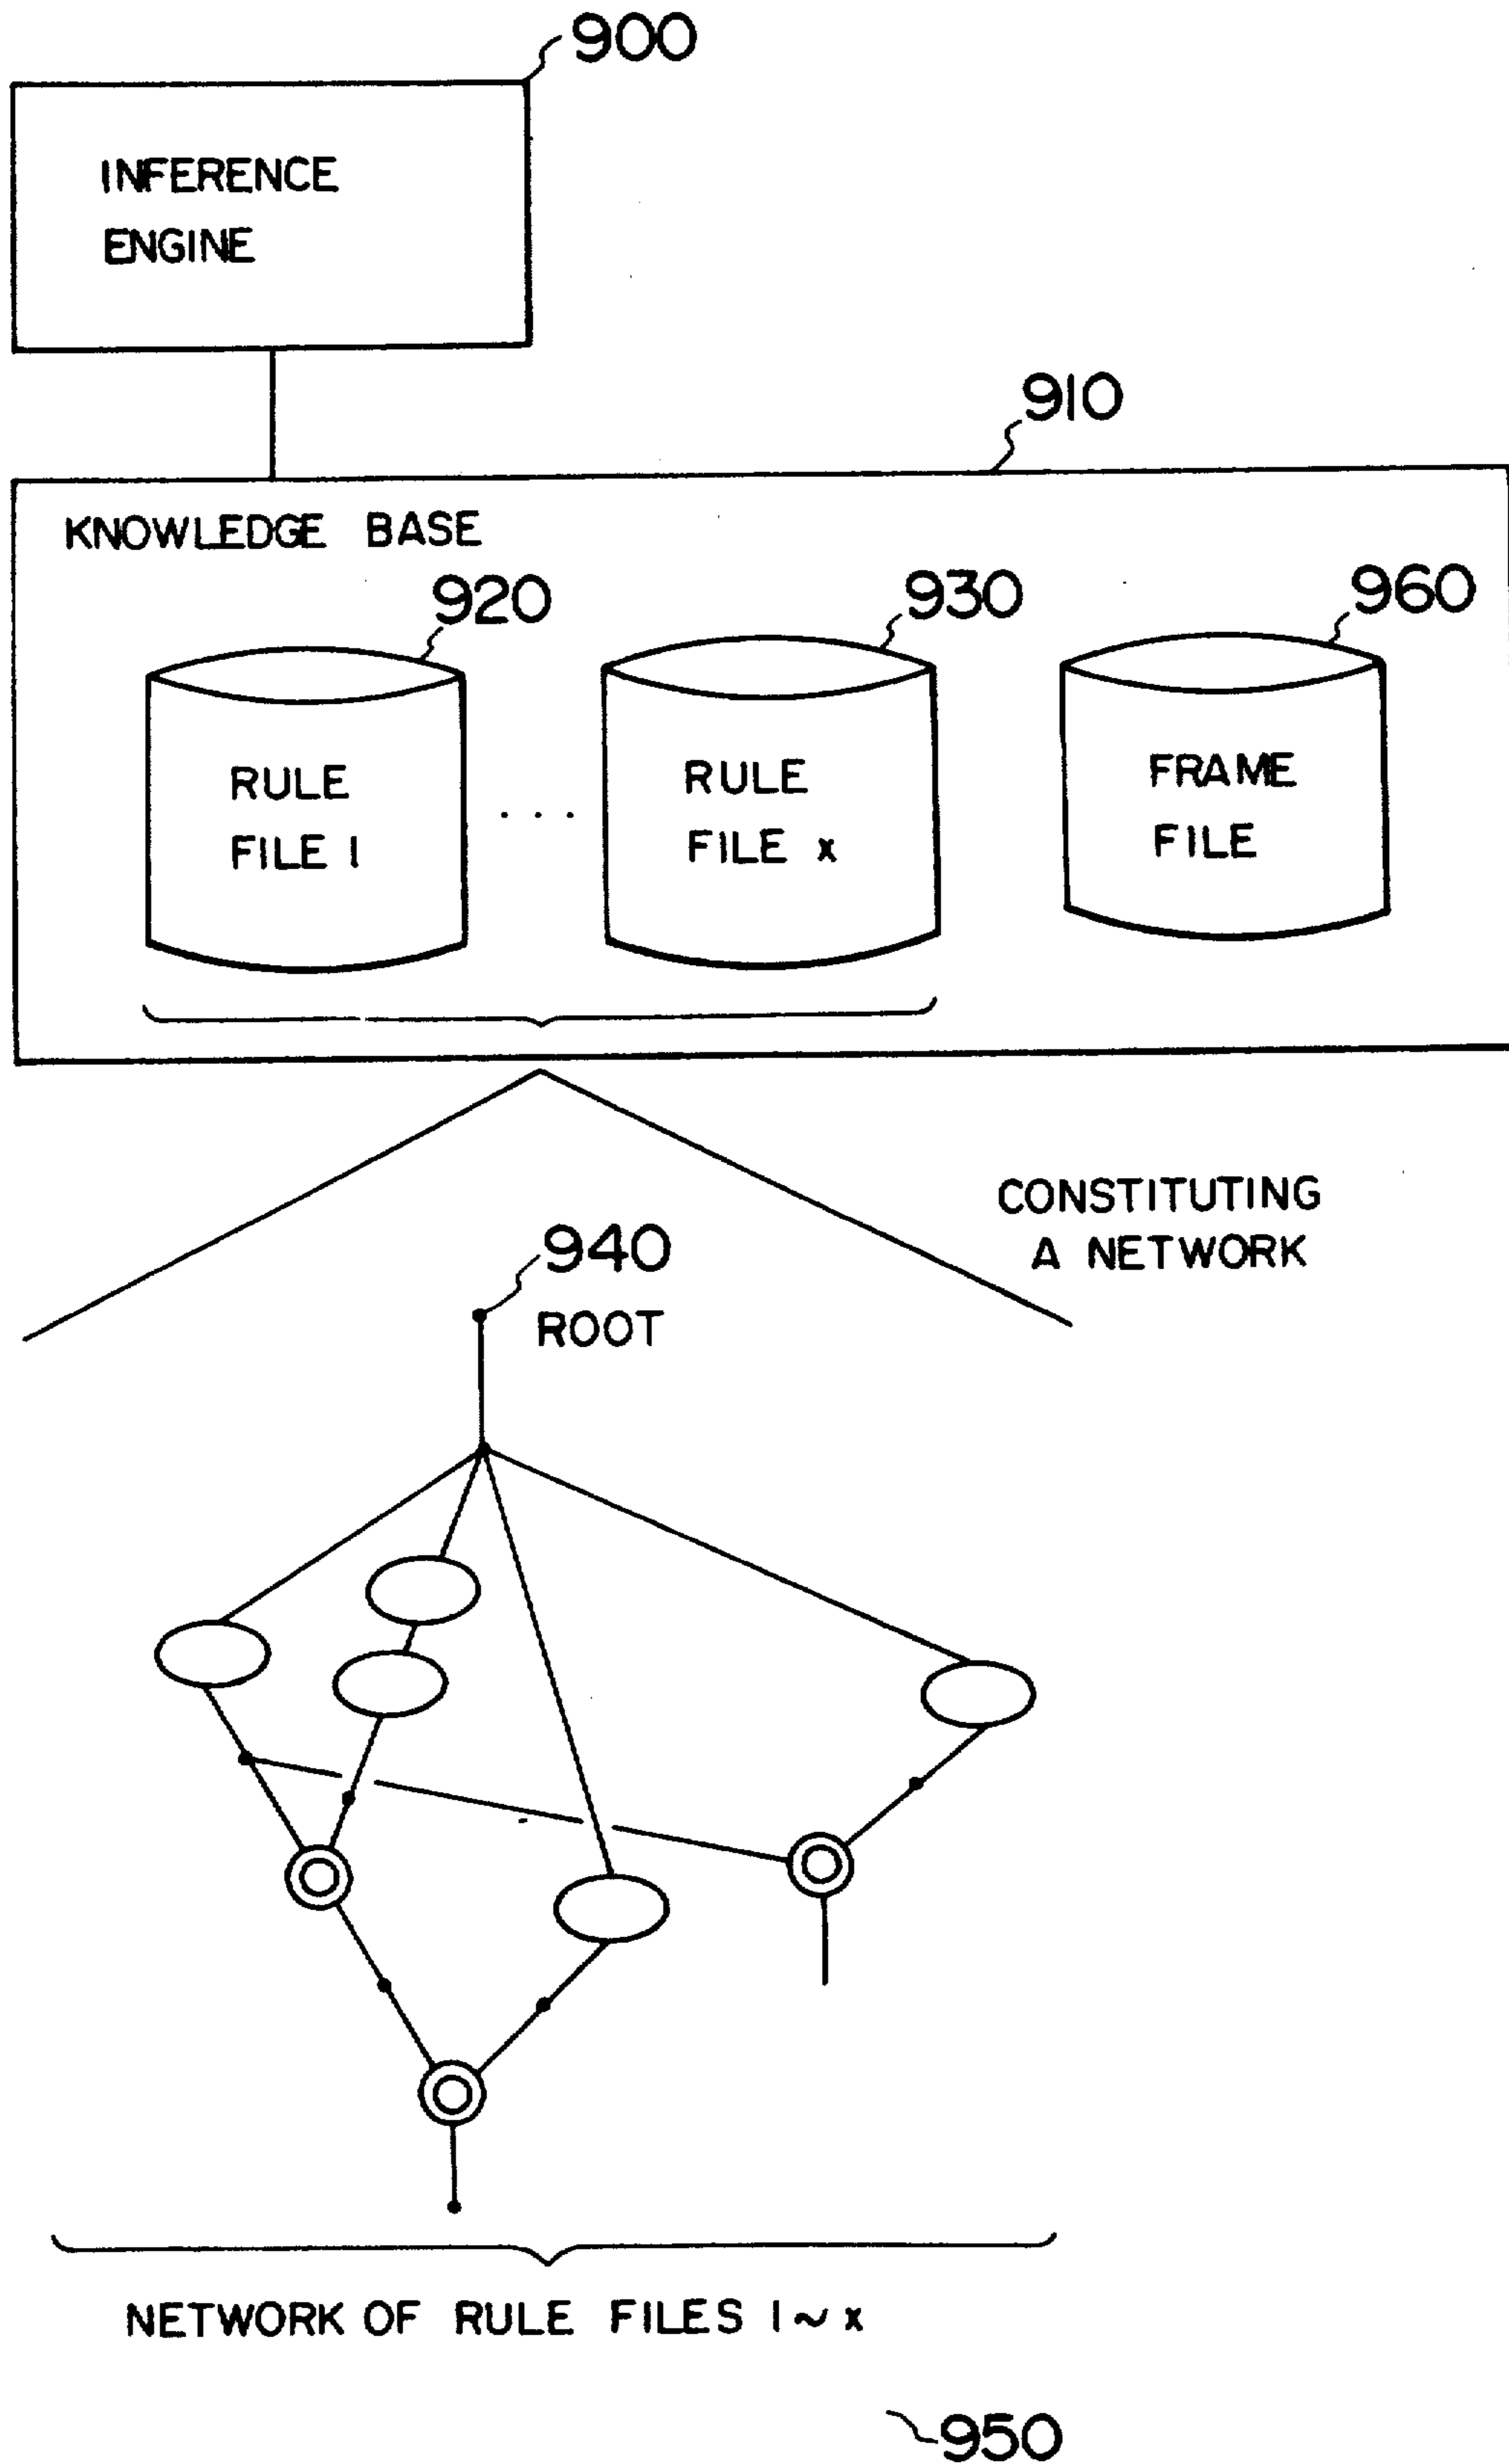 900
INFERENCE
ENGINE
910
KNOWLEDGE BASE
920
930
960
RULE
FILE 1
. . .
RULE
FILE x
FRAME
FILE
CONSTITUTING
A NETWORK
940
ROOT
NETWORK OF RULE FILES 1~x
950